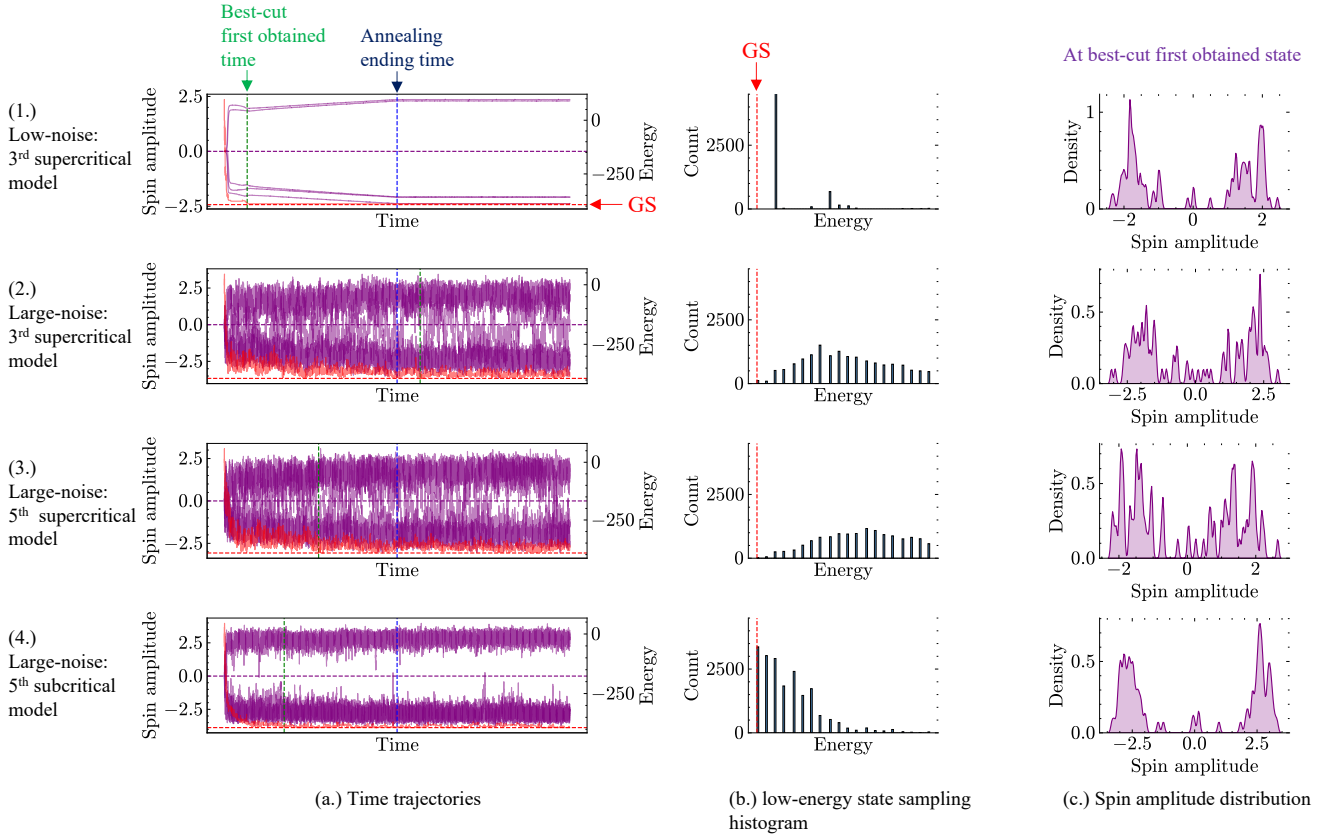 Best-cut
first obtained
time
Annealing
ending time
GS
At best-cut first obtained state
(1.)
Low-noise:
3rd supercritical
model
Spin amplitude
2.5
0.0
−2.5
Time
0
−250
Energy
GS
Count
2500
0
Energy
Density
1
0
−2
0
2
Spin amplitude
(2.)
Large-noise:
3rd supercritical
model
Spin amplitude
2.5
0.0
−2.5
Time
0
−250
Energy
Count
2500
0
Energy
Density
0.5
0.0
−2.5
0.0
2.5
Spin amplitude
(3.)
Large-noise:
5th supercritical
model
Spin amplitude
2.5
0.0
−2.5
Time
0
−250
Energy
Count
2500
0
Energy
Density
0.5
0.0
−2
0
2
Spin amplitude
(4.)
Large-noise:
5th subcritical
model
Spin amplitude
2.5
0.0
−2.5
Time
0
−250
Energy
Count
2500
0
Energy
Density
0.5
0.0
−2.5
0.0
2.5
Spin amplitude
(a.) Time trajectories
(b.) low-energy state sampling
histogram
(c.) Spin amplitude distribution